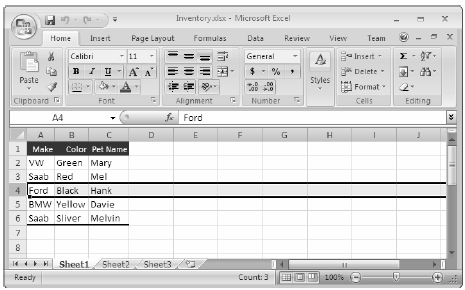 Inventory.xlsx - Microsoft Excel
Home Insert Page Layout Formulas Data Review View Team
Calibri 11 General Insert Σ
Paste B I U A A $ % , Styles Delete
A Format
Clipboard Font Alignment Number Cells Editing
A4 fx Ford
A B C D E F G H I J
1 Make Color Pet Name
2 VW Green Mary
3 Saab Red Mel
4 Ford Black Hank
5 BMW Yellow Davie
6 Saab Sliver Melvin
7
8
Sheet1 Sheet2 Sheet3
Ready Count: 3 100%